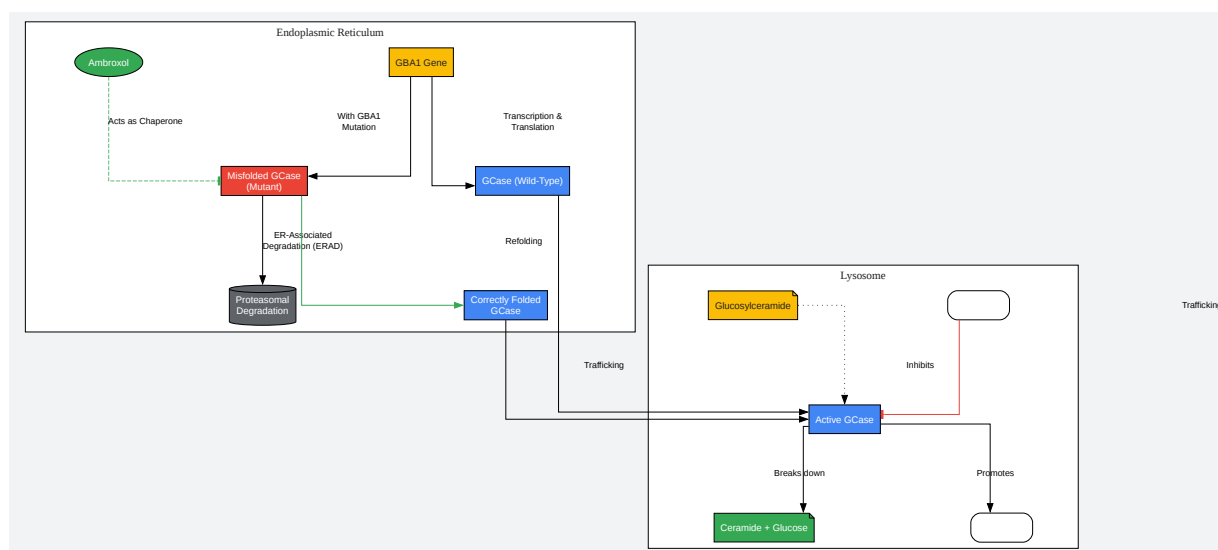 Endoplasmic Reticulum
Ambroxol
GBA1 Gene
Acts as Chaperone
With GBA1
Mutation
Transcription &
Translation
Misfolded GCase
(Mutant)
GCase (Wild-Type)
ER-Associated
Degradation (ERAD)
Refolding
Proteasomal
Degradation
Correctly Folded
GCase
Lysosome
Glucosylceramide
Trafficking
Trafficking
Inhibits
Active GCase
Breaks down
Promotes
Ceramide + Glucose